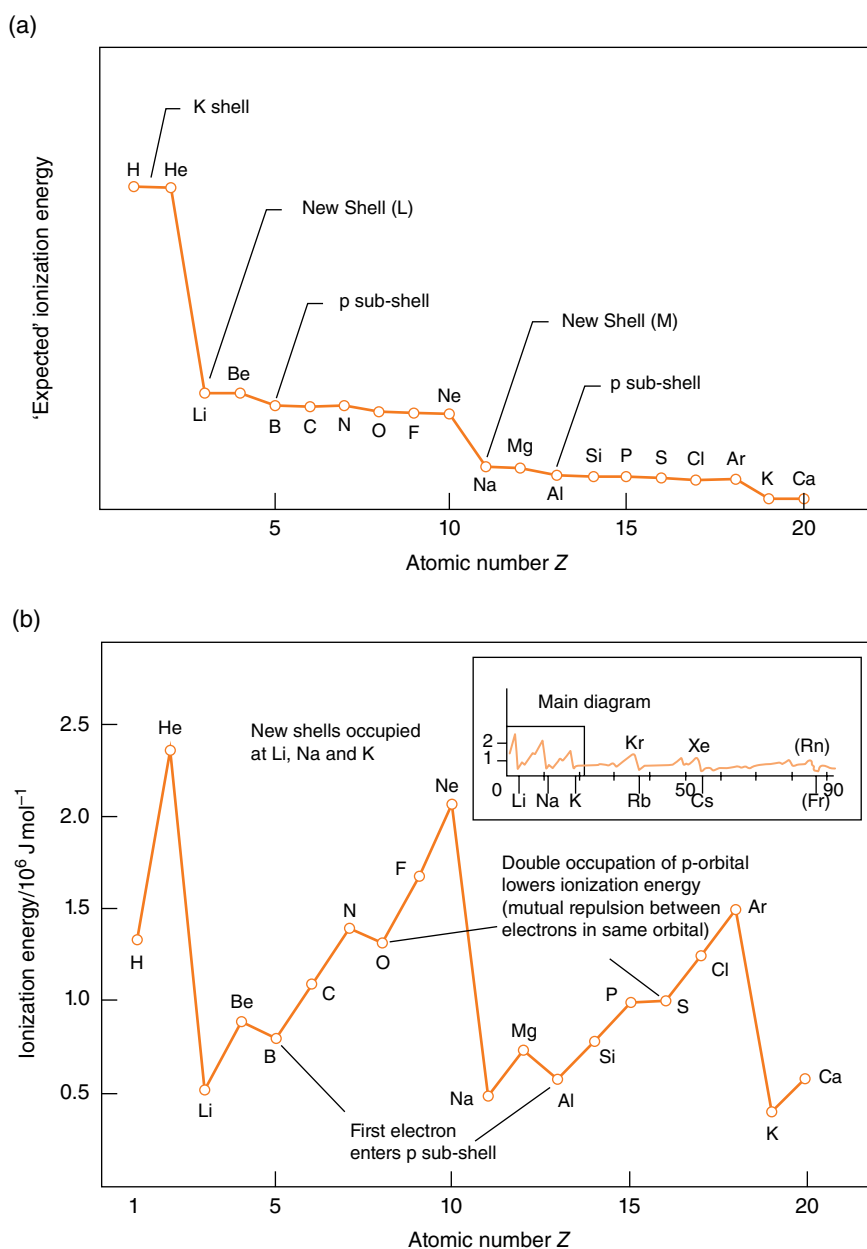 (a)
K shell
H He
New Shell (L)
p sub-shell
New Shell (M)
p sub-shell
'Expected' ionization energy
Be
Ne
Li
B C N O F
Mg
Si P S Cl Ar
K Ca
Na
Al
5 10 15 20
Atomic number Z
(b)
Ionization energy/10⁶ J mol⁻¹
2.5
2.0
1.5
1.0
0.5
He
New shells occupied
at Li, Na and K
Main diagram
2
1
0
Kr
Xe
(Rn)
50
90
Li Na K
Rb
Cs
(Fr)
Ne
Double occupation of p-orbital
lowers ionization energy
(mutual repulsion between
electrons in same orbital)
F
N
Ar
H
O
Cl
Be
C
P
S
B
Mg
Si
Li
Na
Al
Ca
K
First electron
enters p sub-shell
1 5 10 15 20
Atomic number Z